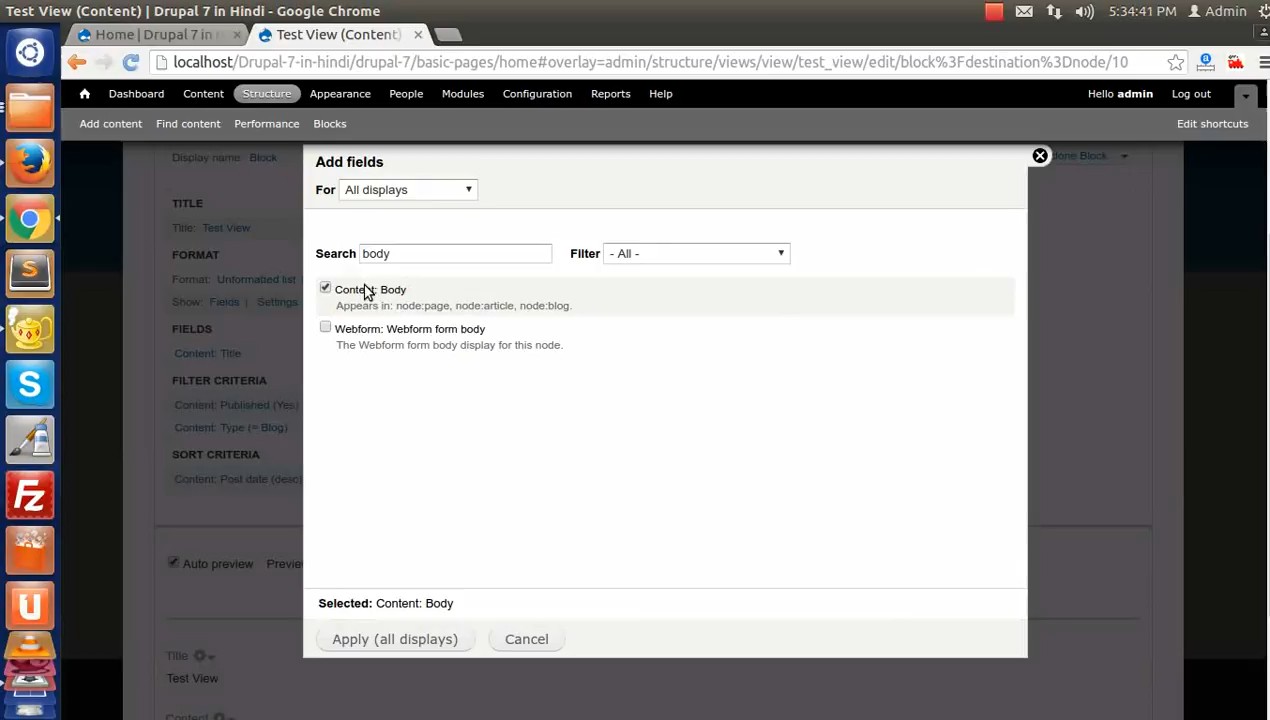 Test View (Content) | Drupal 7 in Hindi - Google Chrome
5:34:41 PM
Admin
Home | Drupal 7 in
Test View (Content)
localhost/Drupal-7-in-hindi/drupal-7/basic-pages/home#overlay=admin/structure/views/view/test_view/edit/block%3Fdestination%3Dnode/10
Dashboard
Content
Structure
Appearance
People
Modules
Configuration
Reports
Help
Hello admin
Log out
Add content
Find content
Performance
Blocks
Edit shortcuts
Display name: Block
Block
TITLE
Title: Test View
FORMAT
Format: Unformatted list
Show: Fields | Settings
FIELDS
Content: Title
FILTER CRITERIA
Content: Published (Yes)
Content: Type (= Blog)
SORT CRITERIA
Content: Post date (desc)
Auto preview
Title
Test View
Content
Add fields
For All displays
Search body
Filter - All -
Content: Body
Appears in: node:page, node:article, node:blog.
Webform: Webform form body
The Webform form body display for this node.
Selected: Content: Body
Apply (all displays)
Cancel